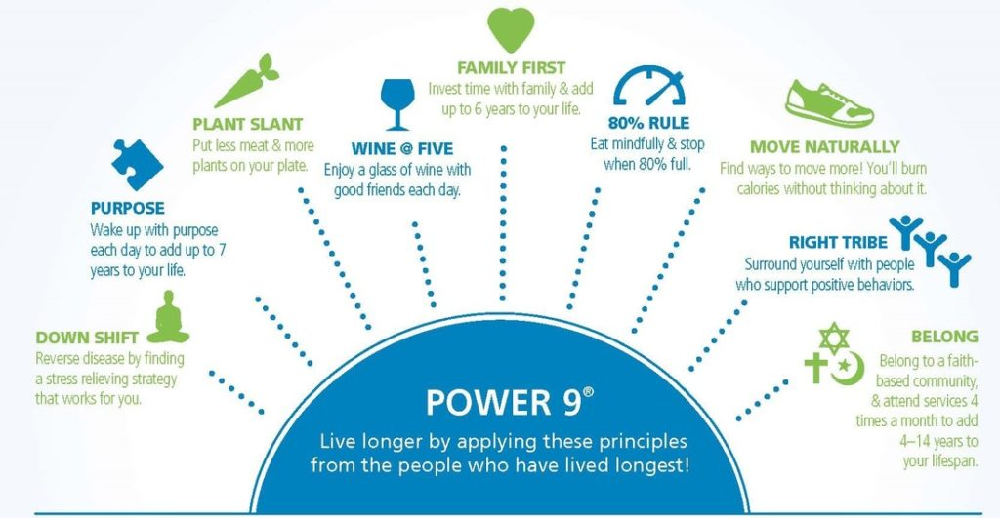 FAMILY FIRST
Invest time with family & add
up to 6 years to your life.
PLANT SLANT
Put less meat & more
plants on your plate.
WINE @ FIVE
Enjoy a glass of wine with
good friends each day.
80% RULE
Eat mindfully & stop
when 80% full.
MOVE NATURALLY
Find ways to move more! You'll burn
calories without thinking about it.
PURPOSE
Wake up with purpose
each day to add up to 7
years to your life.
RIGHT TRIBE
Surround yourself with people
who support positive behaviors.
DOWN SHIFT
Reverse disease by finding
a stress relieving strategy
that works for you.
BELONG
Belong to a faith-
based community,
& attend services 4
times a month to add
4–14 years to
your lifespan.
POWER 9®
Live longer by applying these principles
from the people who have lived longest!